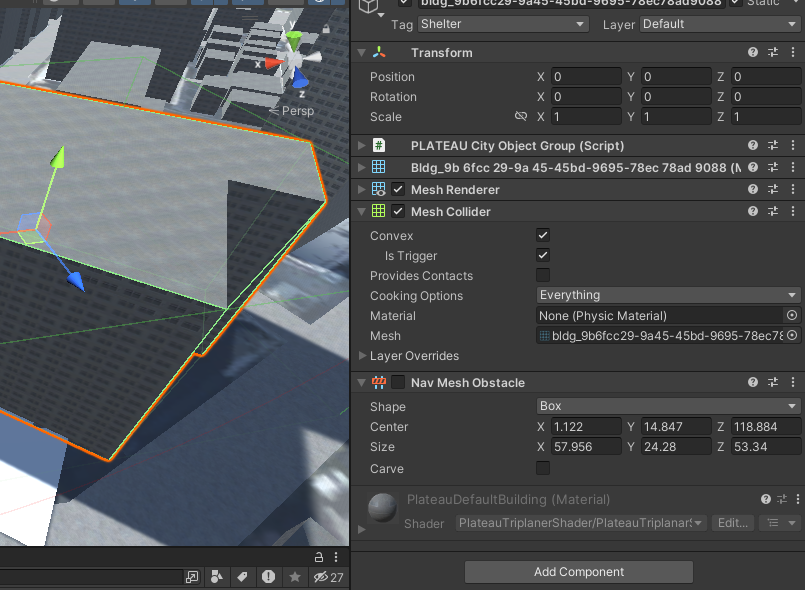 bldg_9b6fcc29-9a45-45bd-9695-78ec78ad9088 Static
Tag Shelter Layer Default
Transform
Position X 0 Y 0 Z 0
Rotation X 0 Y 0 Z 0
Scale X 1 Y 1 Z 1
# PLATEAU City Object Group (Script)
Bldg_9b 6fcc 29-9a 45-45bd-9695-78ec 78ad 9088 (M
Mesh Renderer
Mesh Collider
Convex
Is Trigger
Provides Contacts
Cooking Options Everything
Material None (Physic Material)
Mesh bldg_9b6fcc29-9a45-45bd-9695-78ec78
Layer Overrides
Nav Mesh Obstacle
Shape Box
Center X 1.122 Y 14.847 Z 118.884
Size X 57.956 Y 24.28 Z 53.34
Carve
PlateauDefaultBuilding (Material)
Shader PlateauTriplanerShader/PlateauTriplanarS Edit...
Add Component
x
z
Persp
27